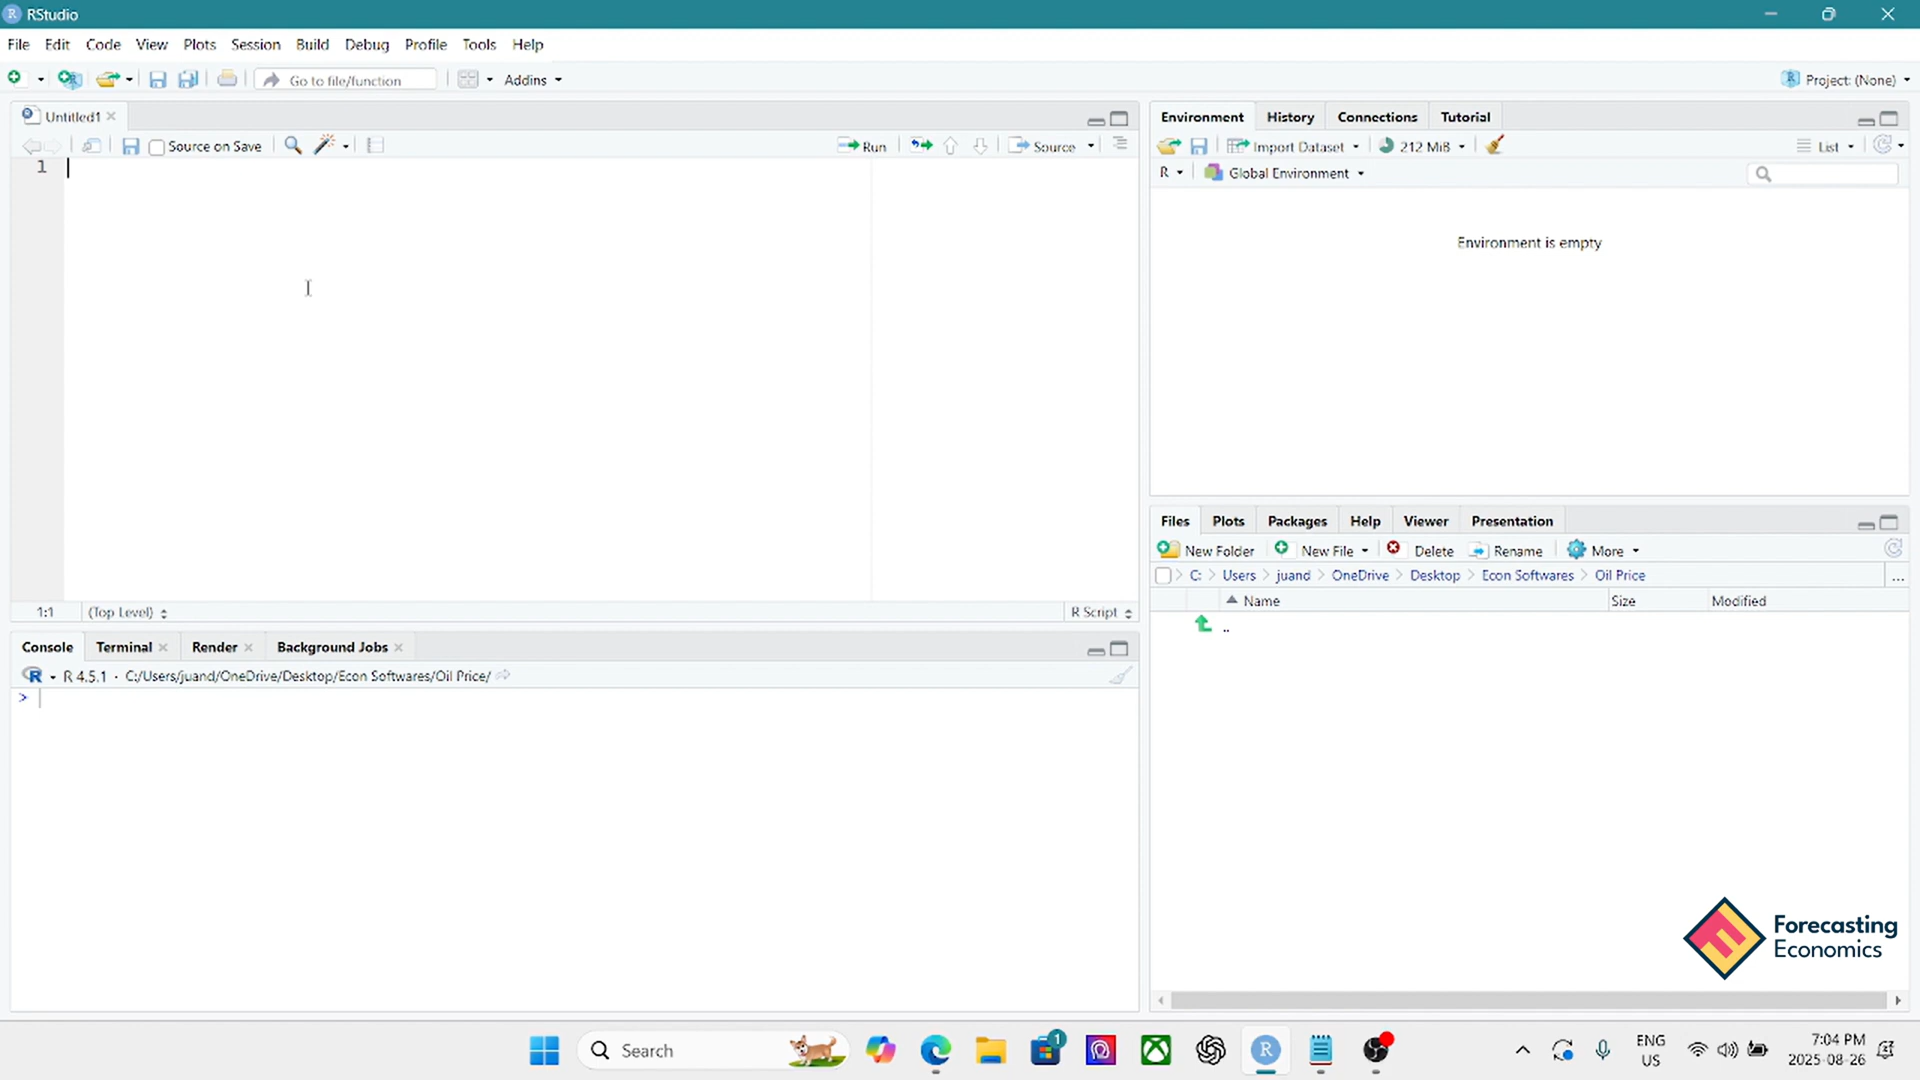 RStudio
File Edit Code View Plots Session Build Debug Profile Tools Help
Go to file/function Addins Project: (None)
Untitled1
Source on Save Run Source
1
1:1 (Top Level) R Script
Console Terminal Render Background Jobs
R 4.5.1 · C:/Users/juand/OneDrive/Desktop/Econ Softwares/Oil Price/
>
Environment History Connections Tutorial
Import Dataset 212 MiB List
R Global Environment
Environment is empty
Files Plots Packages Help Viewer Presentation
New Folder New File Delete Rename More
C: Users juand OneDrive Desktop Econ Softwares Oil Price ...
Name Size Modified
..
Forecasting
Economics
Search 1 ENG 7:04 PM
US 2025-08-26